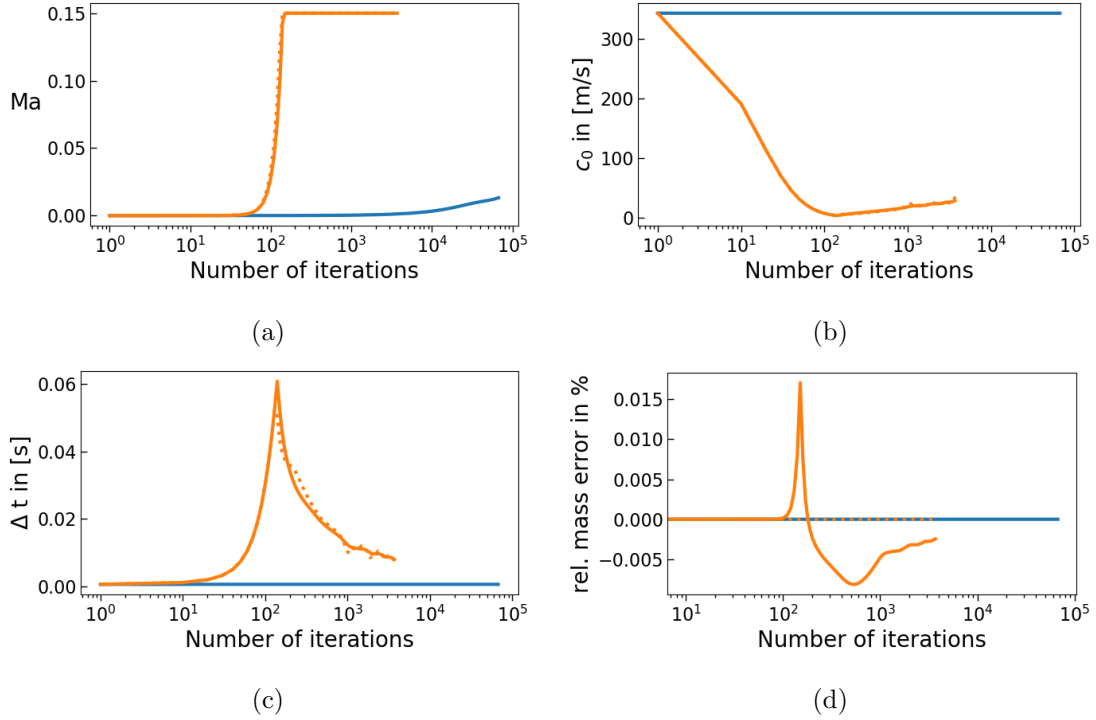 0.15
0.10
Ma
0.05
0.00
10^0 10^1 10^2 10^3 10^4 10^5
Number of iterations
(a)
c_0 in [m/s]
300
200
100
0
10^0 10^1 10^2 10^3 10^4 10^5
Number of iterations
(b)
Δ t in [s]
0.06
0.04
0.02
0.00
10^0 10^1 10^2 10^3 10^4 10^5
Number of iterations
(c)
rel. mass error in %
0.015
0.010
0.005
0.000
−0.005
10^1 10^2 10^3 10^4 10^5
Number of iterations
(d)